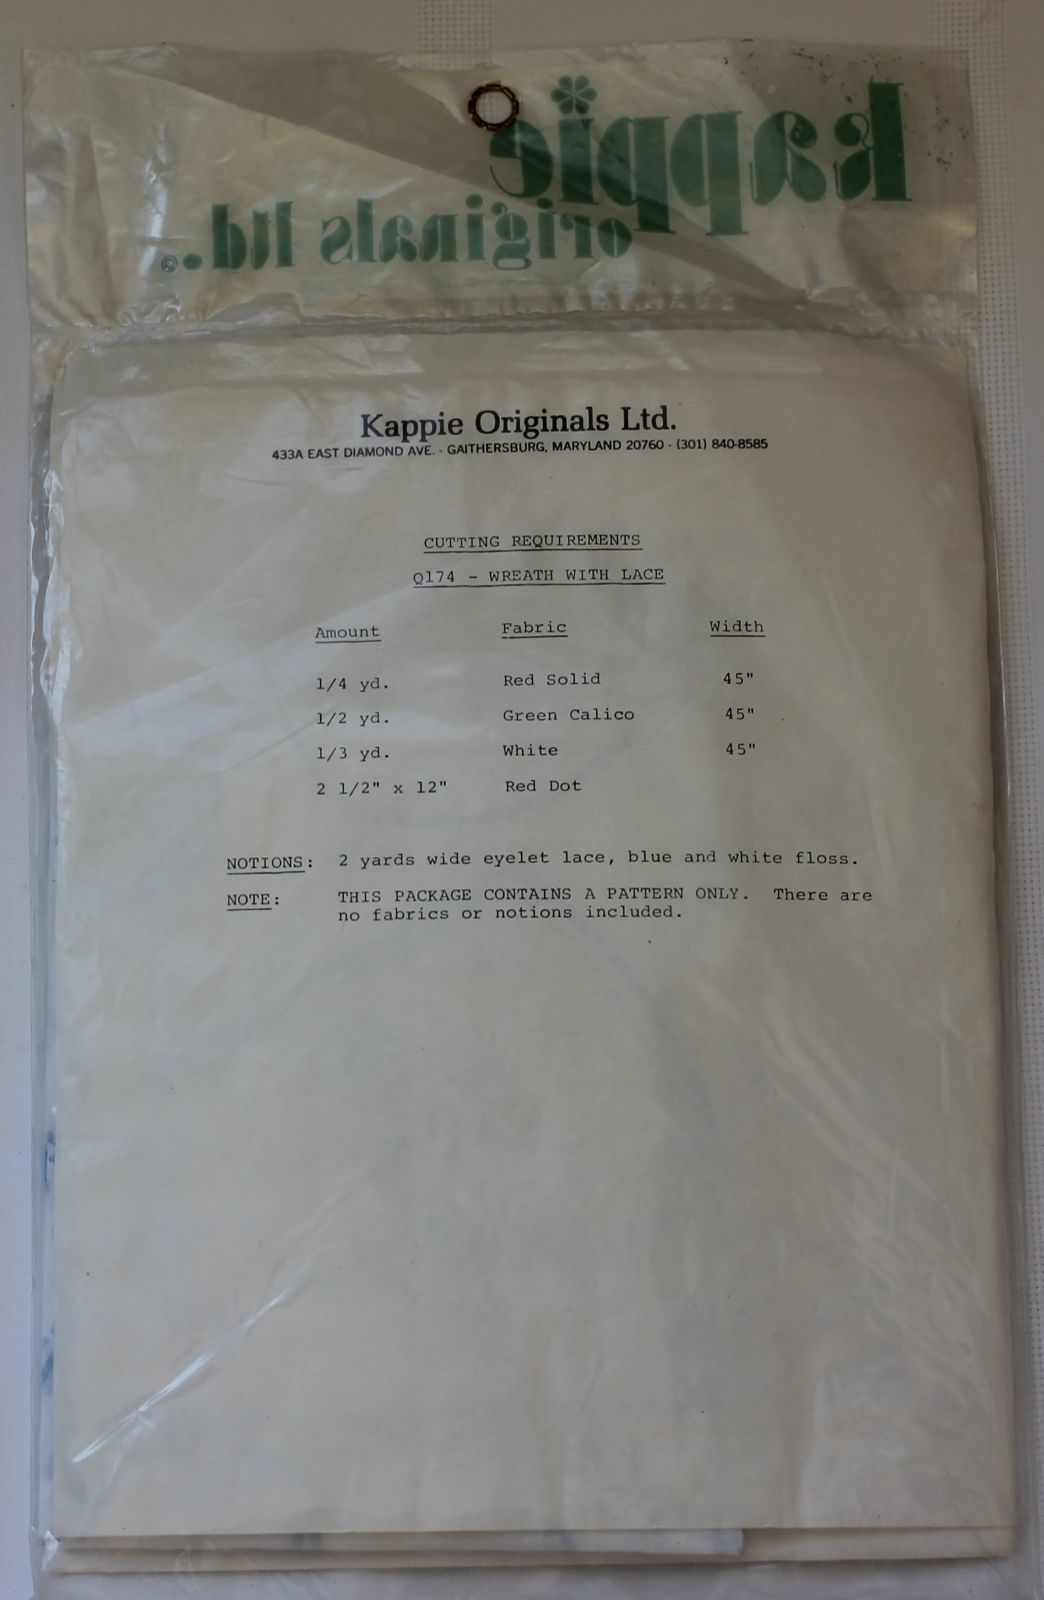 kappie
originals ltd.©
Kappie Originals Ltd.
433A EAST DIAMOND AVE. · GAITHERSBURG, MARYLAND 20760 · (301) 840-8585
CUTTING REQUIREMENTS
Q174 - WREATH WITH LACE
Amount Fabric Width
1/4 yd. Red Solid 45"
1/2 yd. Green Calico 45"
1/3 yd. White 45"
2 1/2" x 12" Red Dot
NOTIONS: 2 yards wide eyelet lace, blue and white floss.
NOTE: THIS PACKAGE CONTAINS A PATTERN ONLY. There are
no fabrics or notions included.